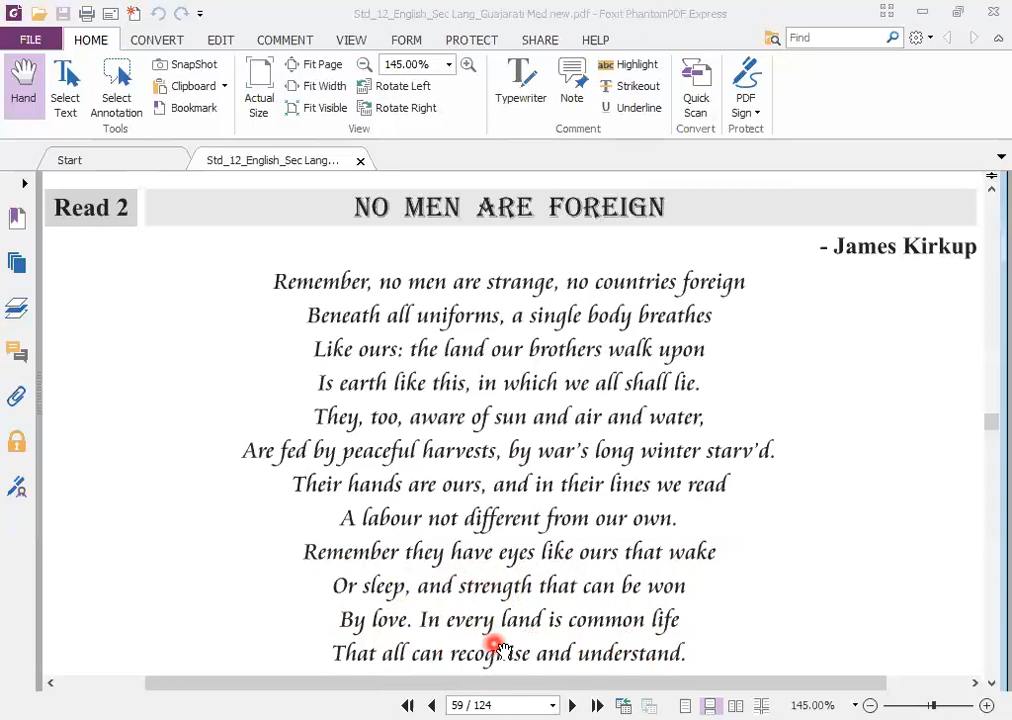 Std_12_English_Sec Lang_Guajarati Med new.pdf - Foxit PhantomPDF Express
FILE HOME CONVERT EDIT COMMENT VIEW FORM PROTECT SHARE HELP Find
Hand
Select Text
Select Annotation
SnapShot
Clipboard
Bookmark
Tools
Actual Size
Fit Page
Fit Width
Fit Visible
145.00%
Rotate Left
Rotate Right
View
Typewriter
Note
abc Highlight
Strikeout
U Underline
Comment
Quick Scan
Convert
PDF Sign
Protect
Start Std_12_English_Sec Lang...
Read 2 NO MEN ARE FOREIGN
- James Kirkup
Remember, no men are strange, no countries foreign
Beneath all uniforms, a single body breathes
Like ours: the land our brothers walk upon
Is earth like this, in which we all shall lie.
They, too, aware of sun and air and water,
Are fed by peaceful harvests, by war's long winter starv'd.
Their hands are ours, and in their lines we read
A labour not different from our own.
Remember they have eyes like ours that wake
Or sleep, and strength that can be won
By love. In every land is common life
That all can recognise and understand.
59 / 124 145.00%